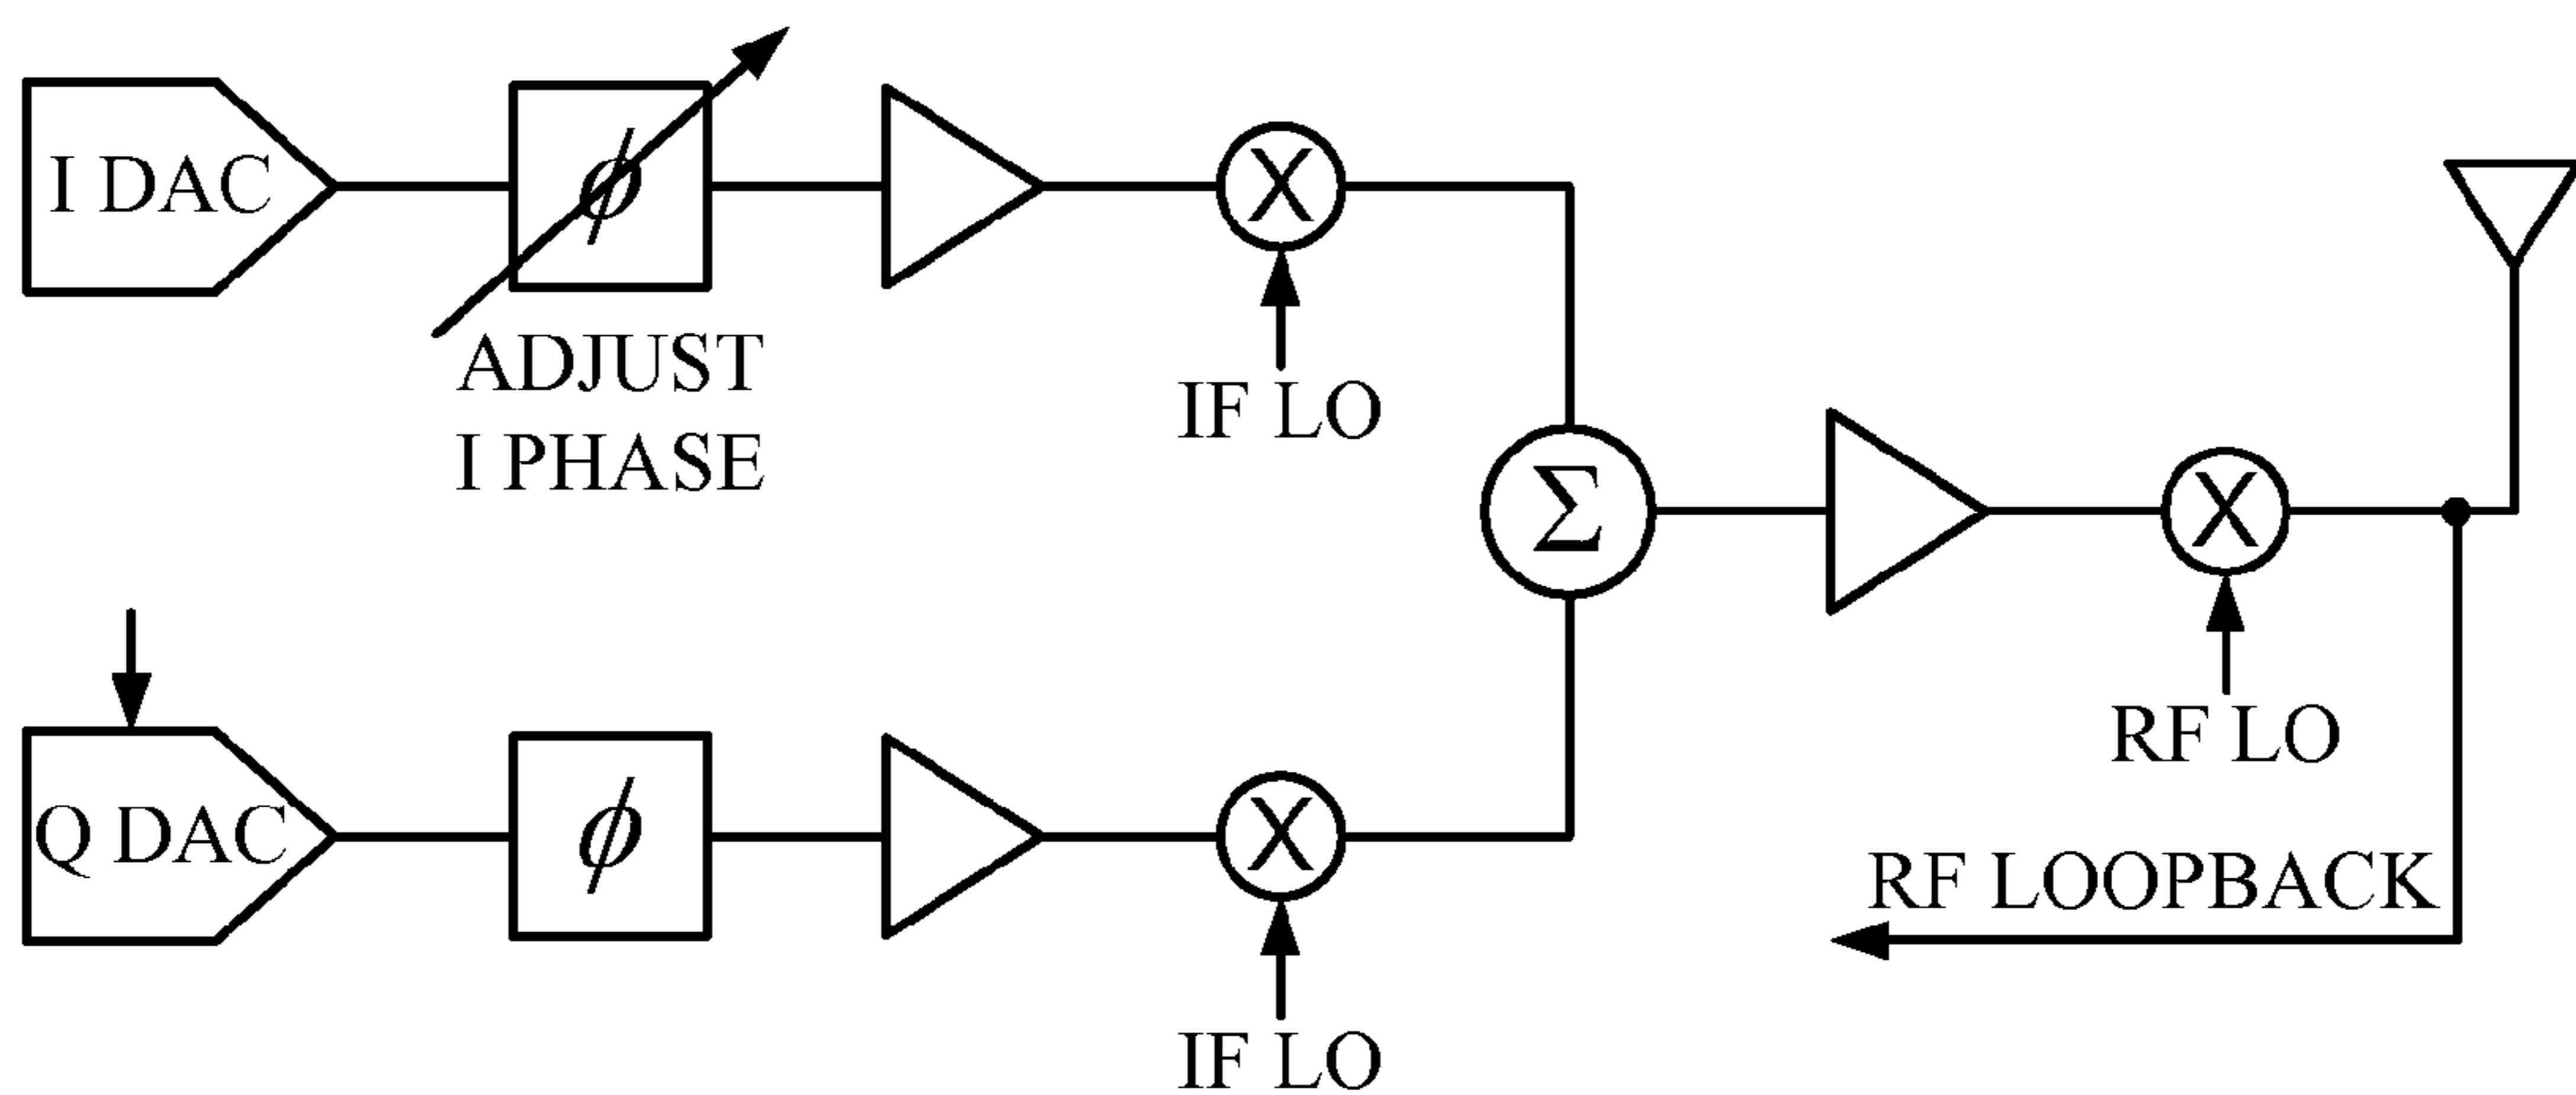 I DAC
ϕ
X
ADJUST
I PHASE
IF LO
Σ
X
RF LO
Q DAC
ϕ
X
IF LO
RF LOOPBACK